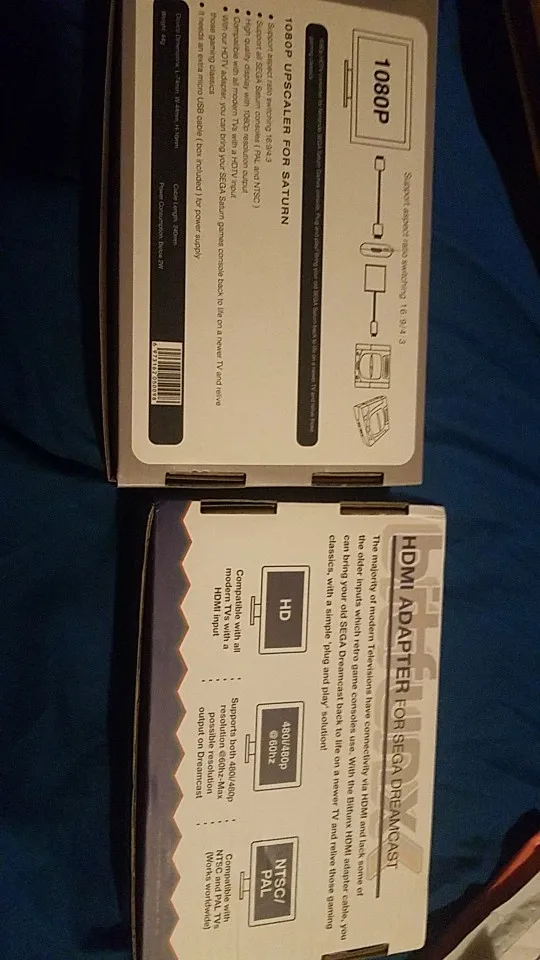 1080P
Support aspect ratio switching 16:9/4:3
1080P UPSCALER FOR SATURN
• Support aspect ratio switching 16:9/4:3
• Support all SEGA Saturn consoles ( PAL and NTSC )
• High quality display with 1080p resolution output
• Compatible with all modern TVs with a HDTV input
• With our HDTV adapter, you can bring your SEGA Saturn games console back to life on a newer TV and relive
those gaming classics
• It needs an extra micro USB cable ( box included ) for power supply
Cable Length: 240mm
Power Consumption: Below 2W
bitfunx
HDMI ADAPTER FOR SEGA DREAMCAST
The majority of modern Televisions have connectivity via HDMI and lack some of
the older inputs which retro game consoles use. With the Bitfunx HDMI adapter cable, you
can bring your old SEGA Dreamcast back to life on a newer TV and relive those gaming
classics, with a simple 'plug and play' solution!
HD
Compatible with all
modern TVs with a
HDMI input
480i/480p
@60hz
Supports both 480i/480p
resolution @60hz-Max
possible resolution
output on Dreamcast
NTSC/
PAL
Compatible with
NTSC and PAL TVs
(Works worldwide)